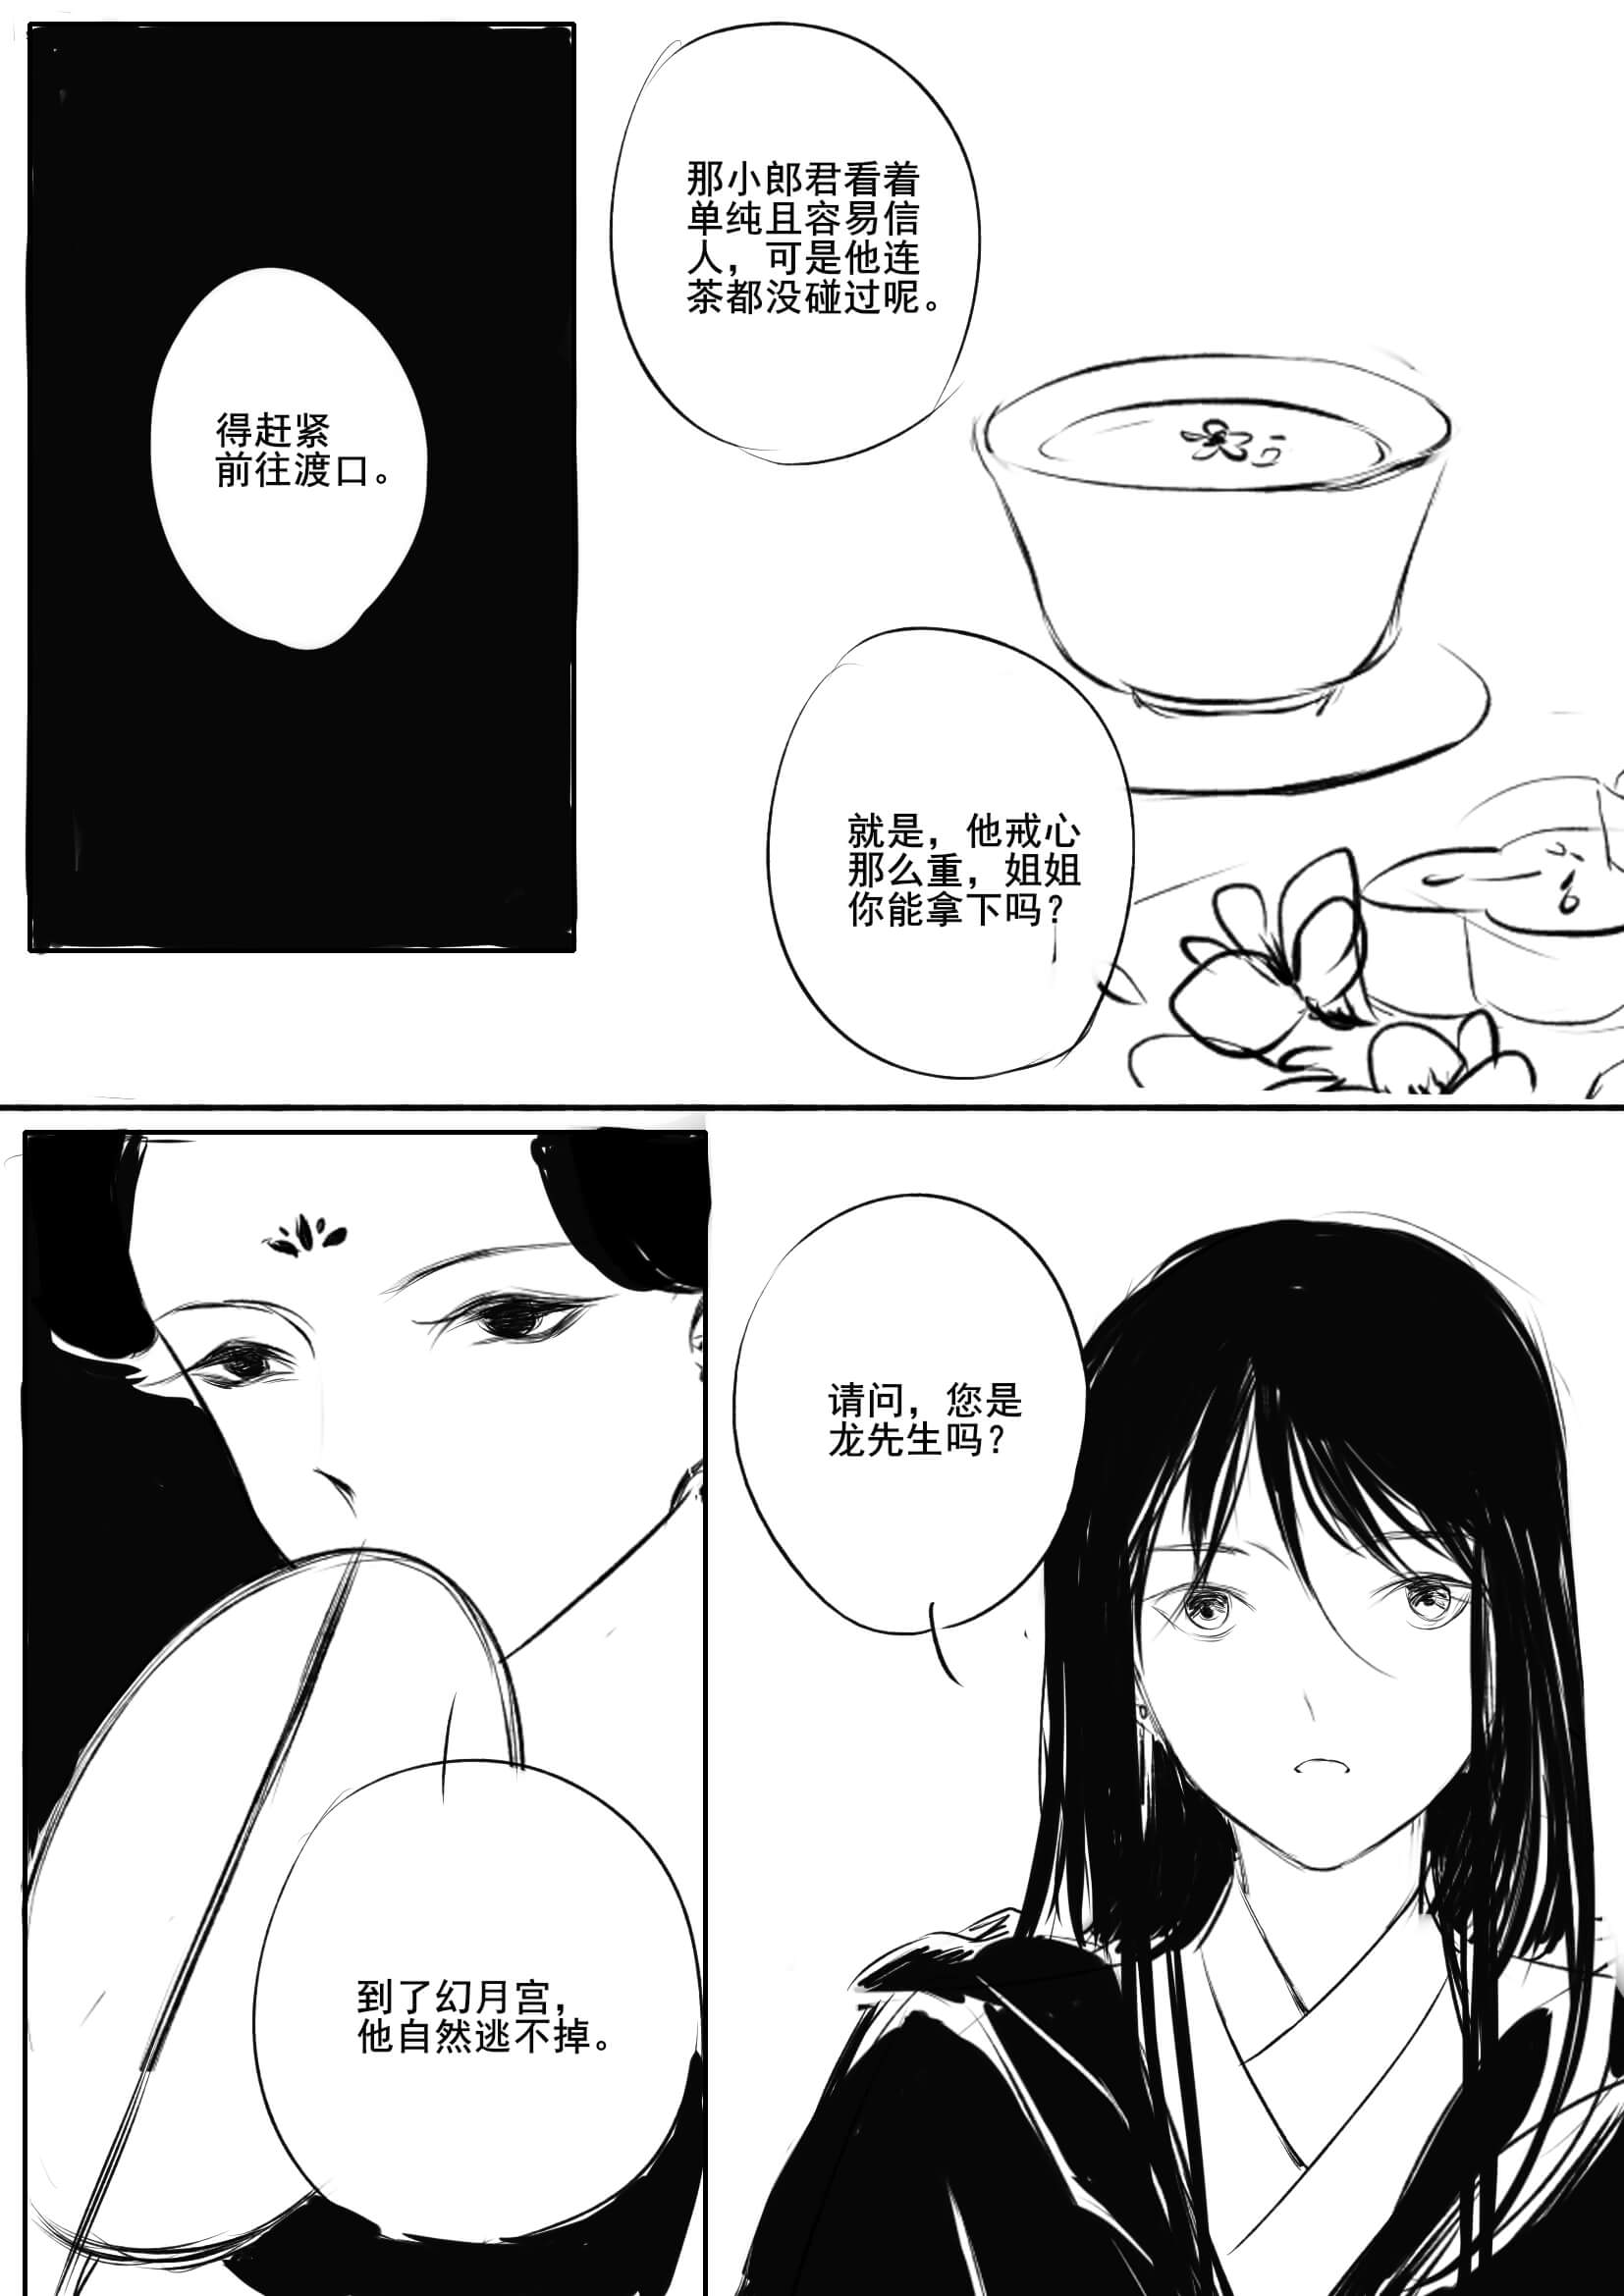 得赶紧
前往渡口。
那小郎君看着
单纯且容易信
人，可是他连
茶都没碰过呢。
就是，他戒心
那么重，姐姐
你能拿下吗？
到了幻月宫，
他自然逃不掉。
请问，您是
龙先生吗？